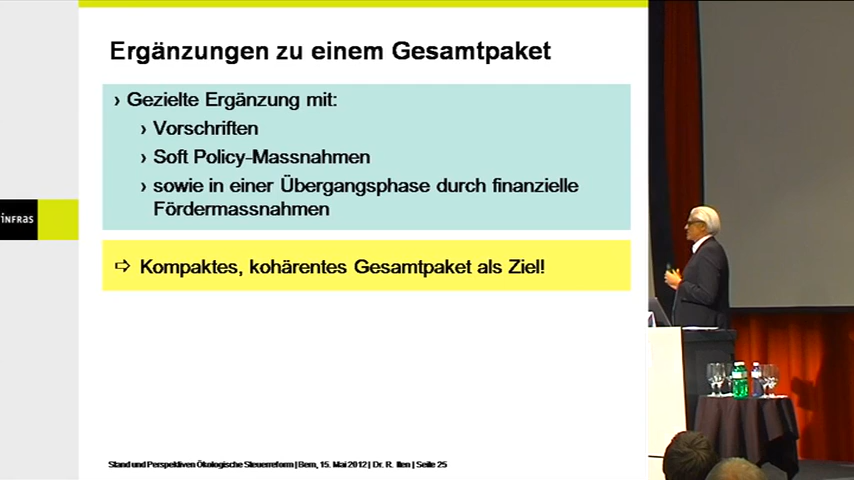 Ergänzungen zu einem Gesamtpaket
› Gezielte Ergänzung mit:
› Vorschriften
› Soft Policy-Massnahmen
› sowie in einer Übergangsphase durch finanzielle
Fördermassnahmen
infras
⇨ Kompaktes, kohärentes Gesamtpaket als Ziel!
Stand und Perspektiven Ökologische Steuerreform | Bern, 15. Mai 2012 | Dr. R. Iten | Seite 25